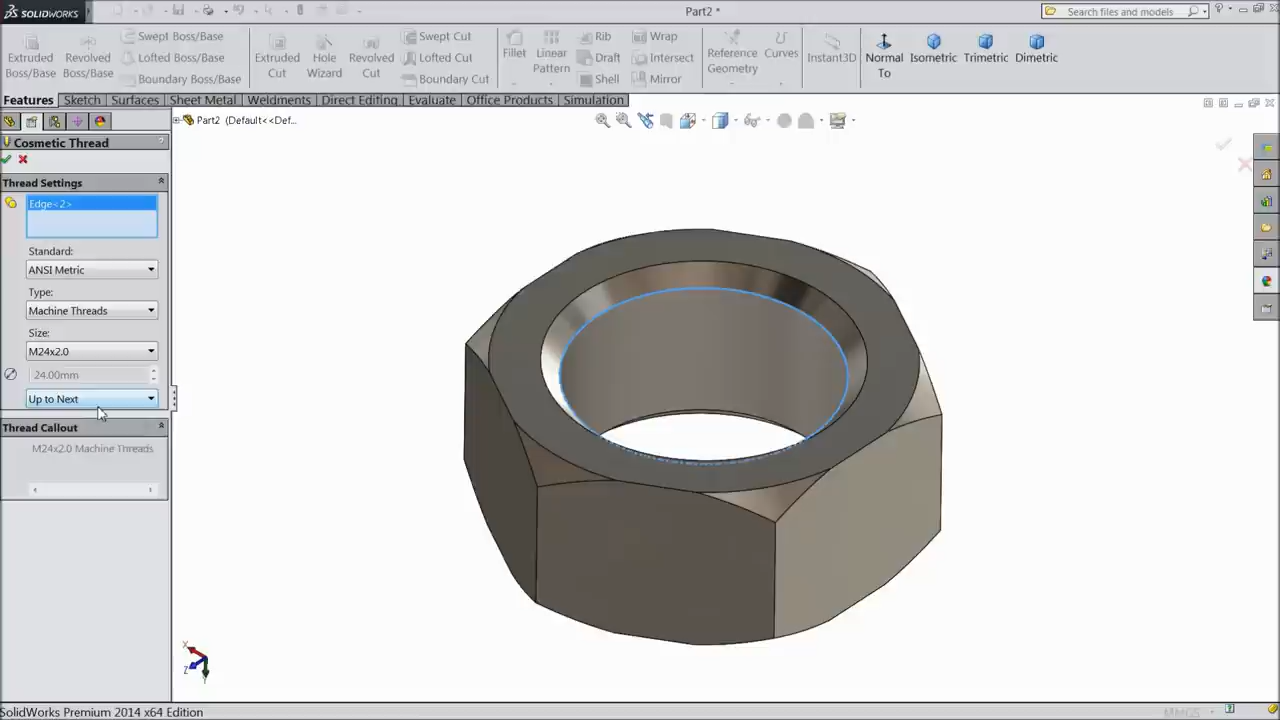 SOLIDWORKS
Part2 *
Search files and models
Extruded Boss/Base
Revolved Boss/Base
Swept Boss/Base
Lofted Boss/Base
Boundary Boss/Base
Extruded Cut
Hole Wizard
Revolved Cut
Swept Cut
Lofted Cut
Boundary Cut
Fillet
Linear Pattern
Rib
Draft
Shell
Wrap
Intersect
Mirror
Reference Geometry
Curves
Instant3D
Normal To
Isometric
Trimetric
Dimetric
Features
Sketch
Surfaces
Sheet Metal
Weldments
Direct Editing
Evaluate
Office Products
Simulation
Part2 (Default<<Def...
Cosmetic Thread
?
Thread Settings
Edge<2>
Standard:
ANSI Metric
Type:
Machine Threads
Size:
M24x2.0
24.00mm
Up to Next
Thread Callout
M24x2.0 Machine Threads
X
Z
Y
SolidWorks Premium 2014 x64 Edition
MMGS